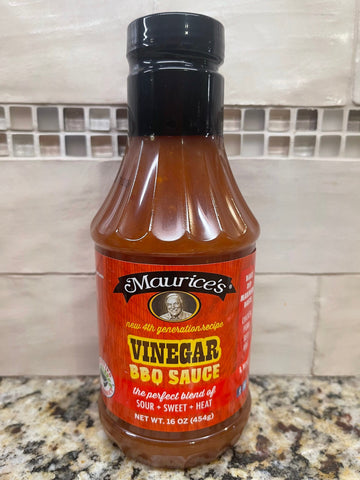 Maurice's®
new 4th generation recipe
VINEGAR
BBQ SAUCE
the perfect blend of
SOUR + SWEET + HEAT
NET WT. 16 OZ (454g)